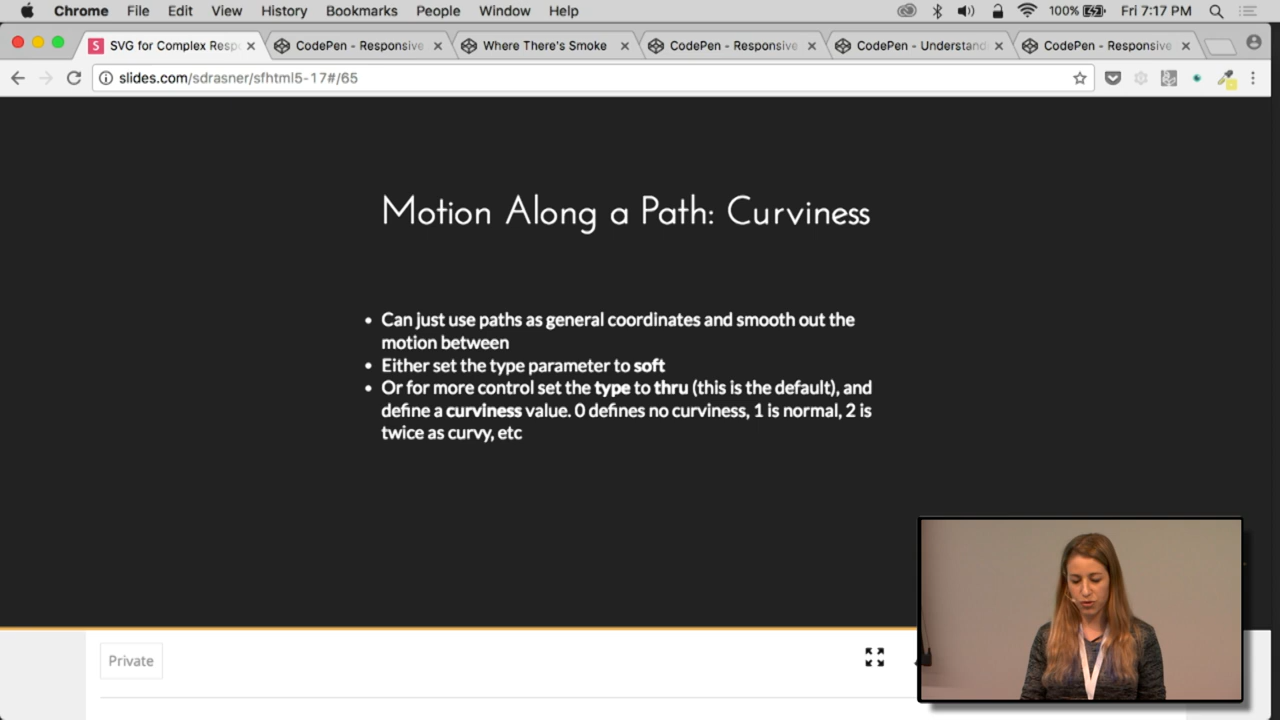 Chrome File Edit View History Bookmarks People Window Help 100% Fri 7:17 PM
SVG for Complex Resp CodePen - Responsive Where There's Smoke CodePen - Responsive CodePen - Understand CodePen - Responsive
slides.com/sdrasner/sfhtml5-17#/65
Motion Along a Path: Curviness
• Can just use paths as general coordinates and smooth out the
motion between
• Either set the type parameter to soft
• Or for more control set the type to thru (this is the default), and
define a curviness value. 0 defines no curviness, 1 is normal, 2 is
twice as curvy, etc
Private